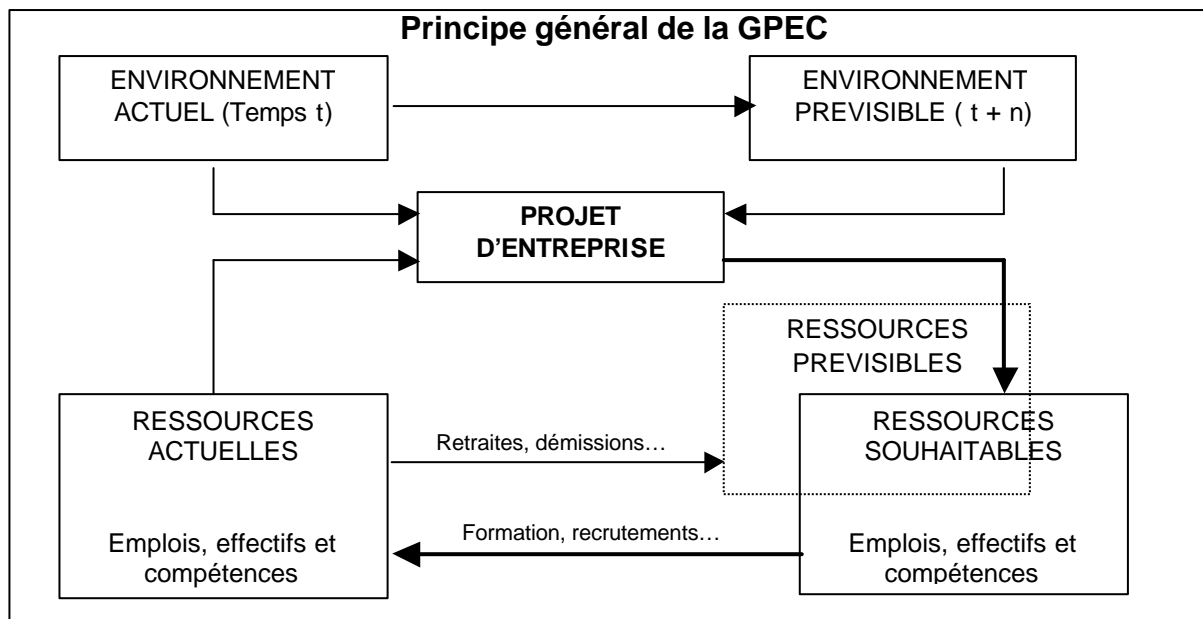 Principe général de la GPEC
ENVIRONNEMENT
ACTUEL (Temps t)
ENVIRONNEMENT
PREVISIBLE ( t + n)
PROJET
D'ENTREPRISE
RESSOURCES
PREVISIBLES
RESSOURCES
ACTUELLES
Emplois, effectifs et
compétences
Retraites, démissions…
Formation, recrutements…
RESSOURCES
SOUHAITABLES
Emplois, effectifs et
compétences